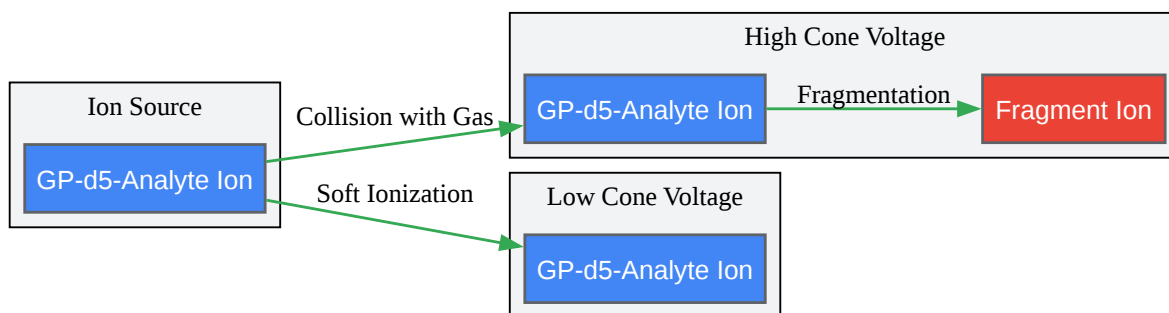 High Cone Voltage
Ion Source
Collision with Gas
GP-d5-Analyte Ion
Fragmentation
Fragment Ion
GP-d5-Analyte Ion
Soft Ionization
Low Cone Voltage
GP-d5-Analyte Ion